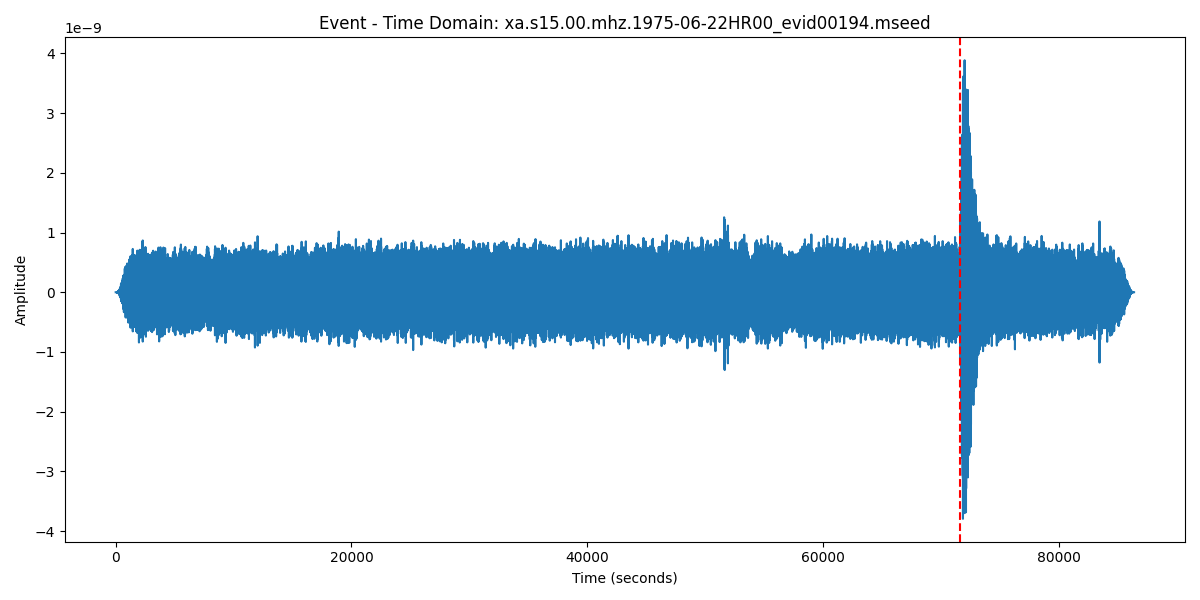 Event - Time Domain: xa.s15.00.mhz.1975-06-22HR00_evid00194.mseed
1e−9
4
3
2
1
0
−1
−2
−3
−4
Amplitude
0 20000 40000 60000 80000
Time (seconds)